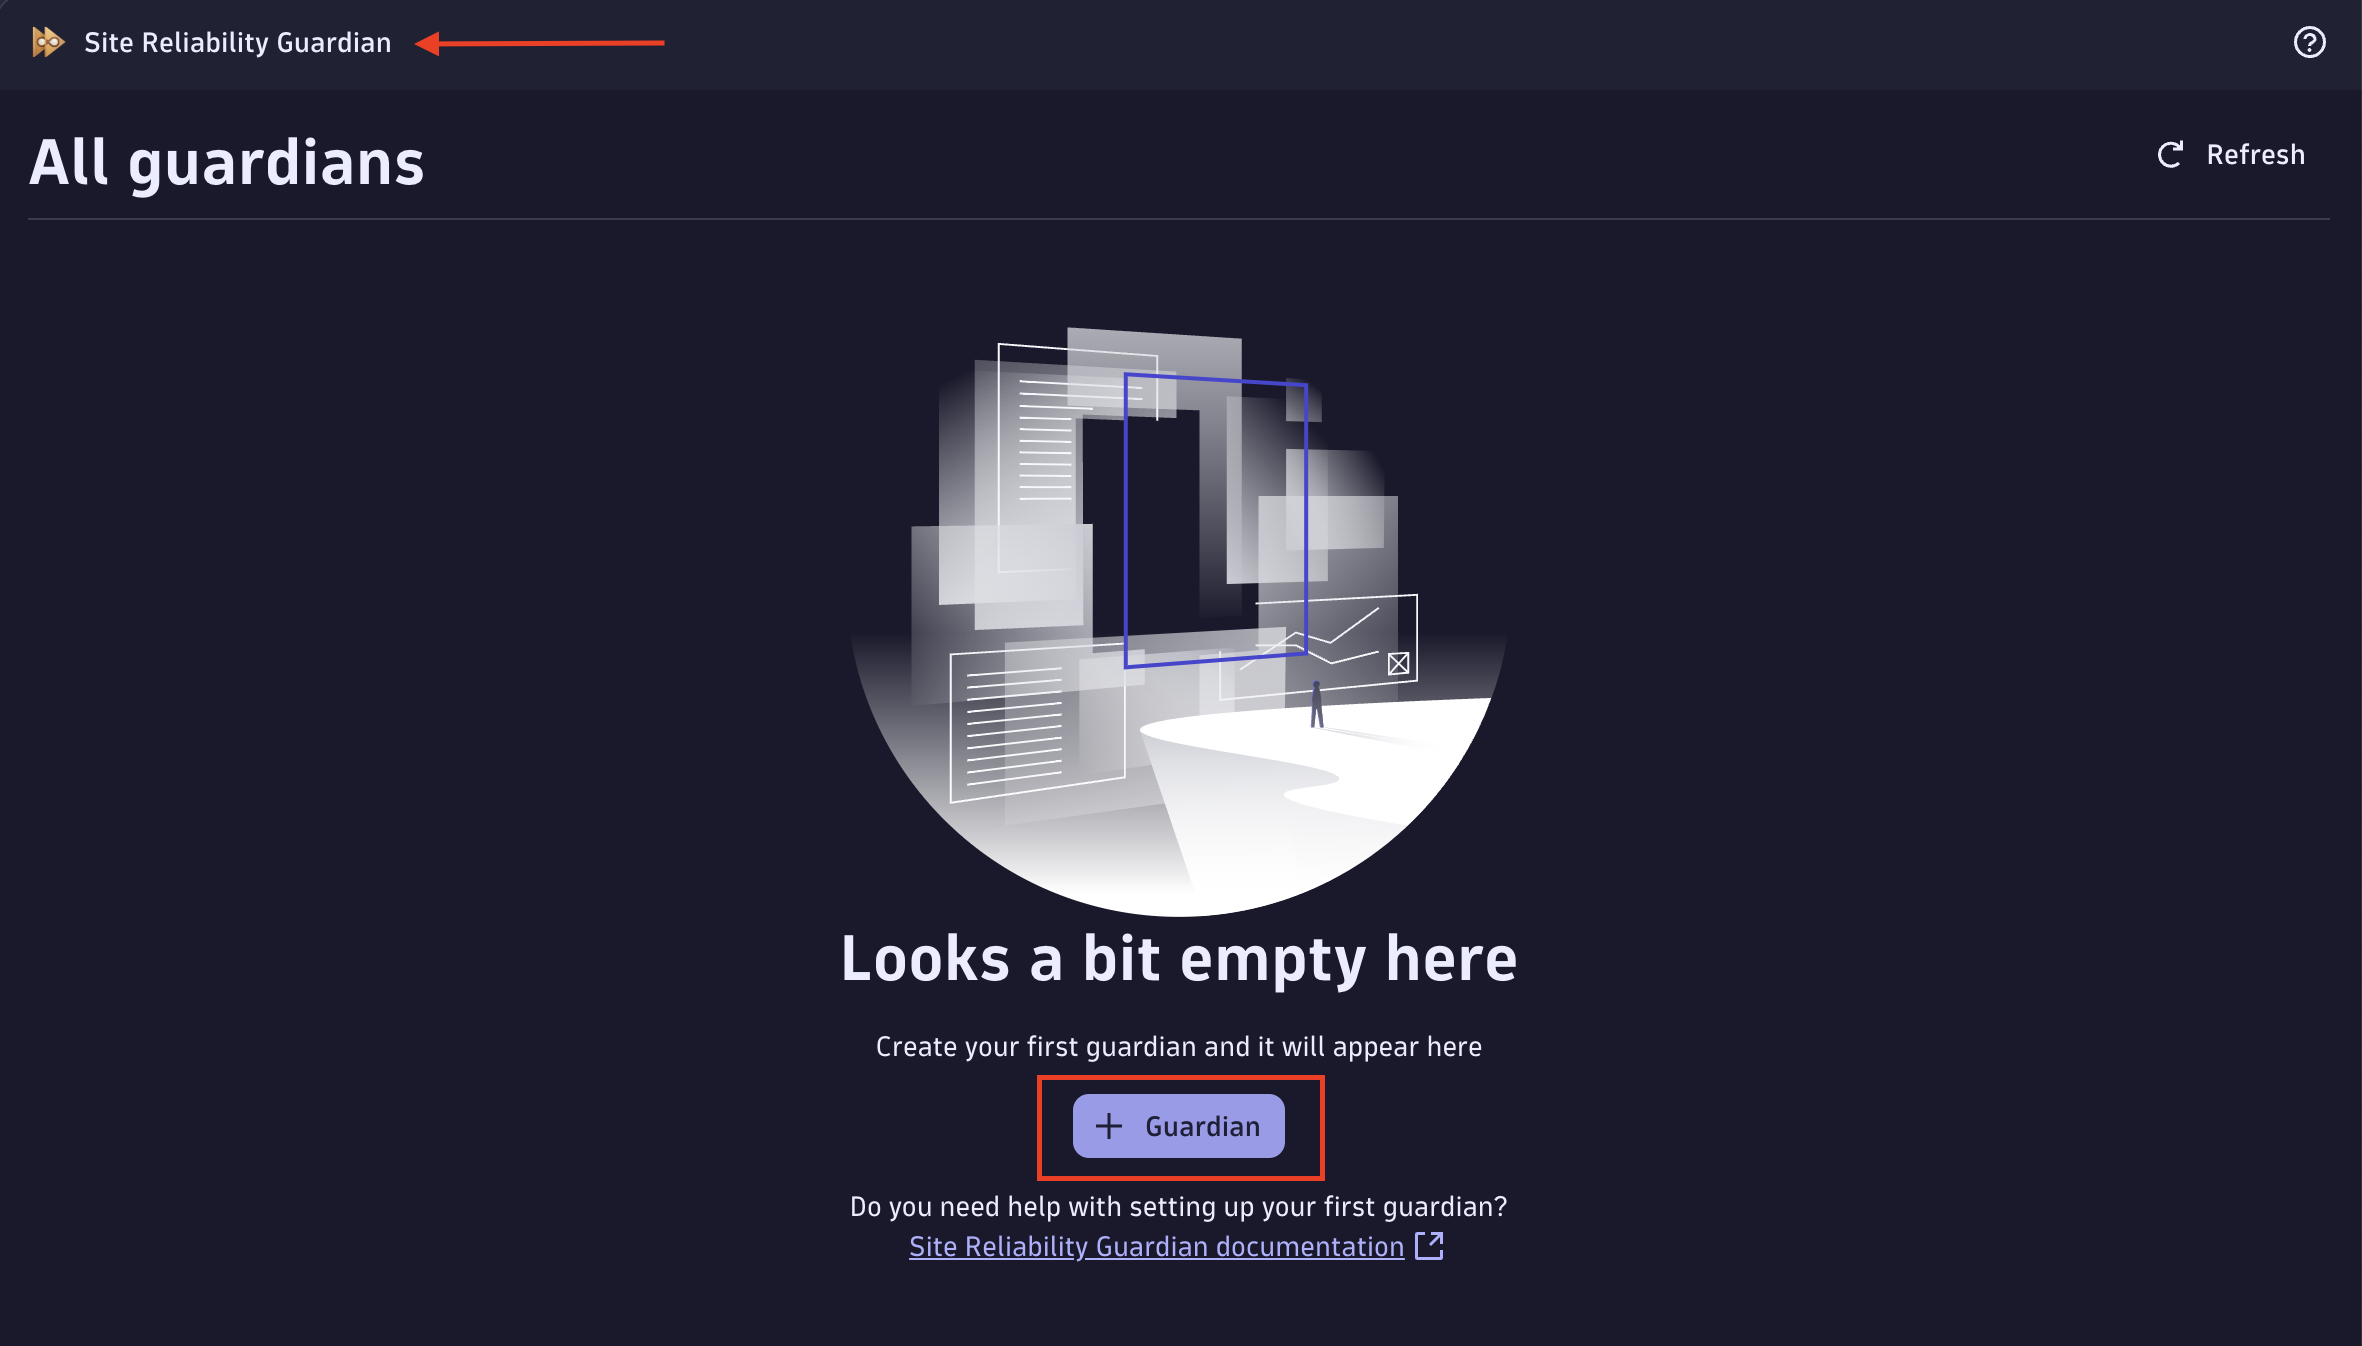 Site Reliability Guardian
All guardians
Refresh
Looks a bit empty here
Create your first guardian and it will appear here
Guardian
Do you need help with setting up your first guardian?
Site Reliability Guardian documentation